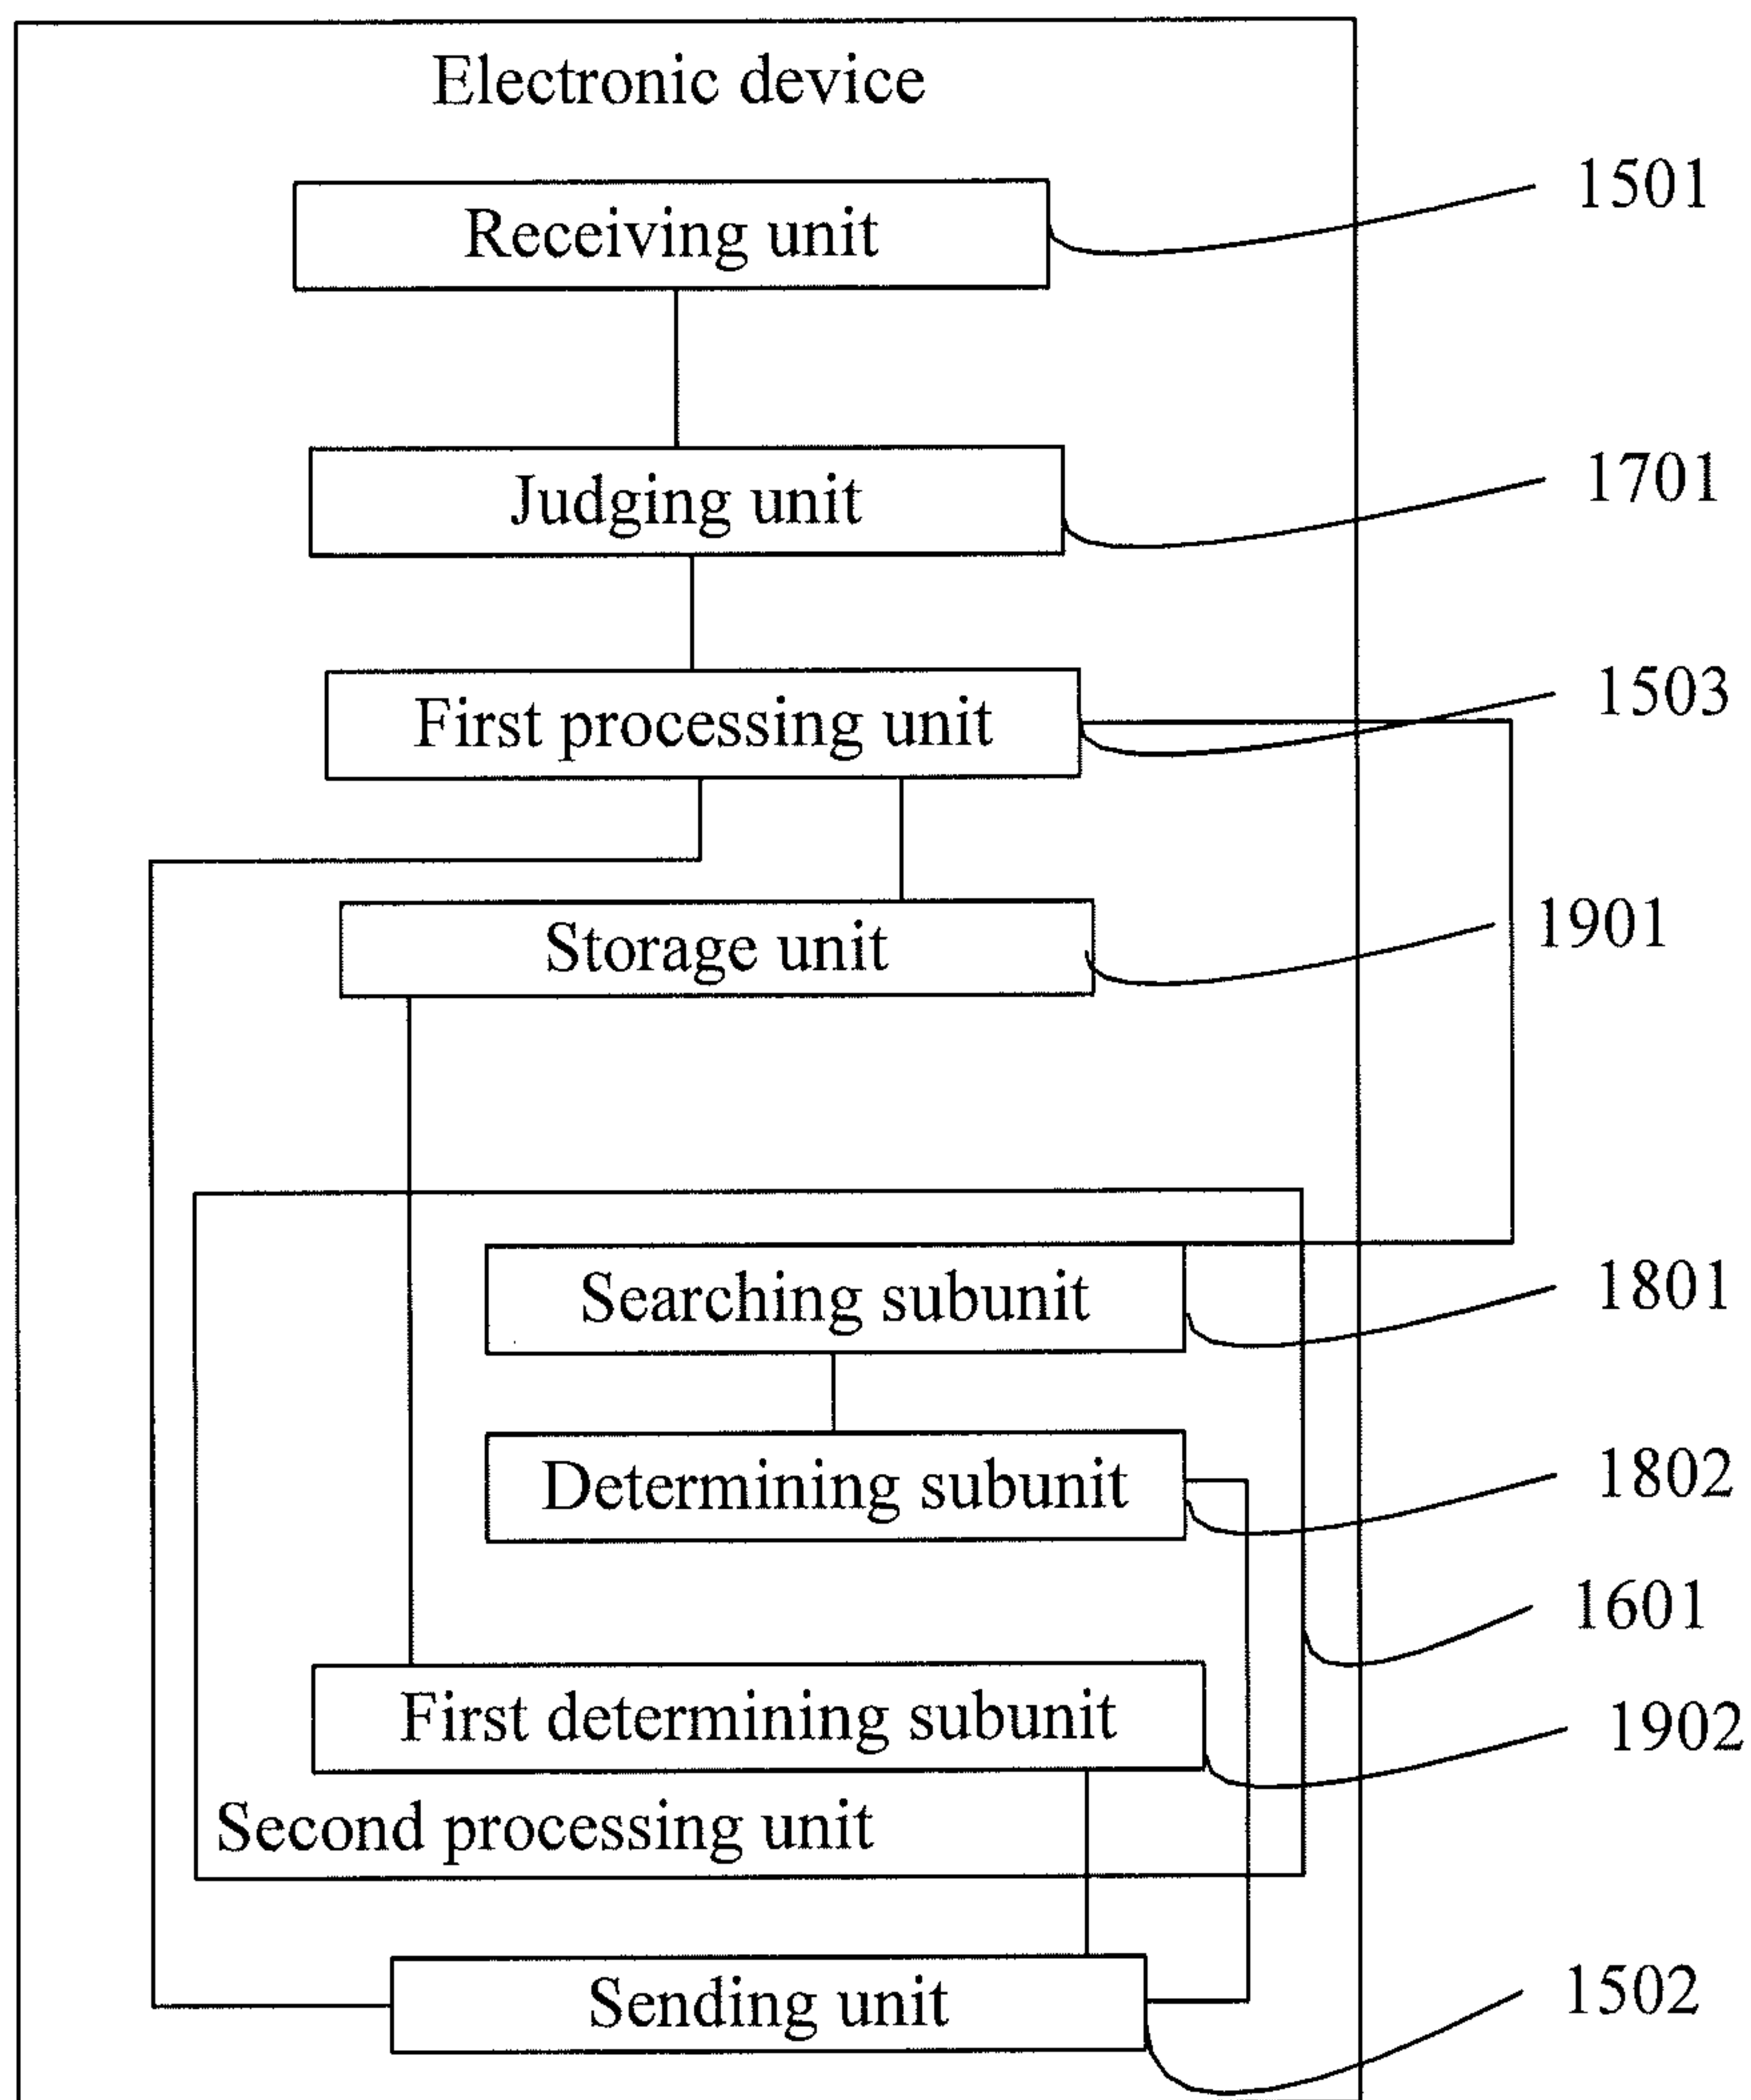 Electronic device
Receiving unit
1501
Judging unit
1701
First processing unit
1503
Storage unit
1901
Searching subunit
1801
Determining subunit
1802
1601
First determining subunit
1902
Second processing unit
Sending unit
1502